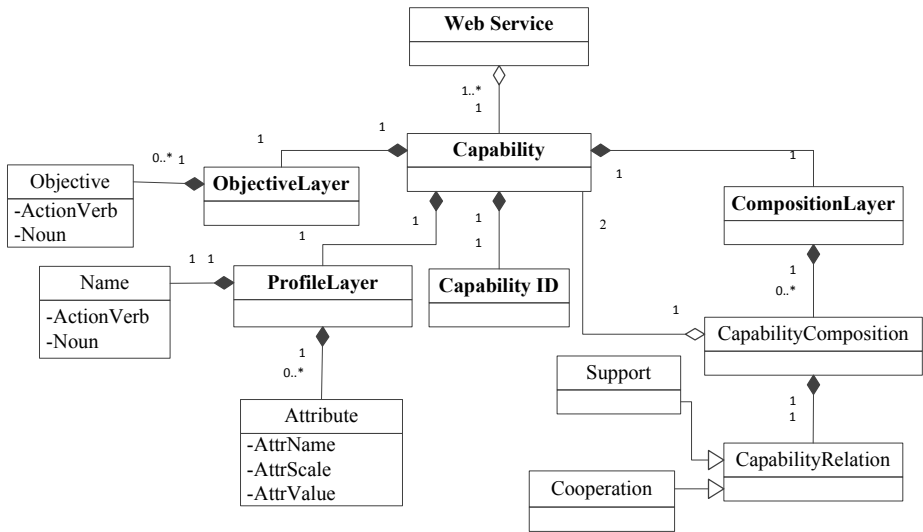 Web Service
1..*
1
1
1
Capability
1
1
0..*
1
Objective
-ActionVerb
-Noun
ObjectiveLayer
CompositionLayer
1
1
1
1
2
1
1
Name
-ActionVerb
-Noun
ProfileLayer
Capability ID
1
0..*
1
CapabilityComposition
1
0..*
Support
Attribute
-AttrName
-AttrScale
-AttrValue
1
1
CapabilityRelation
Cooperation